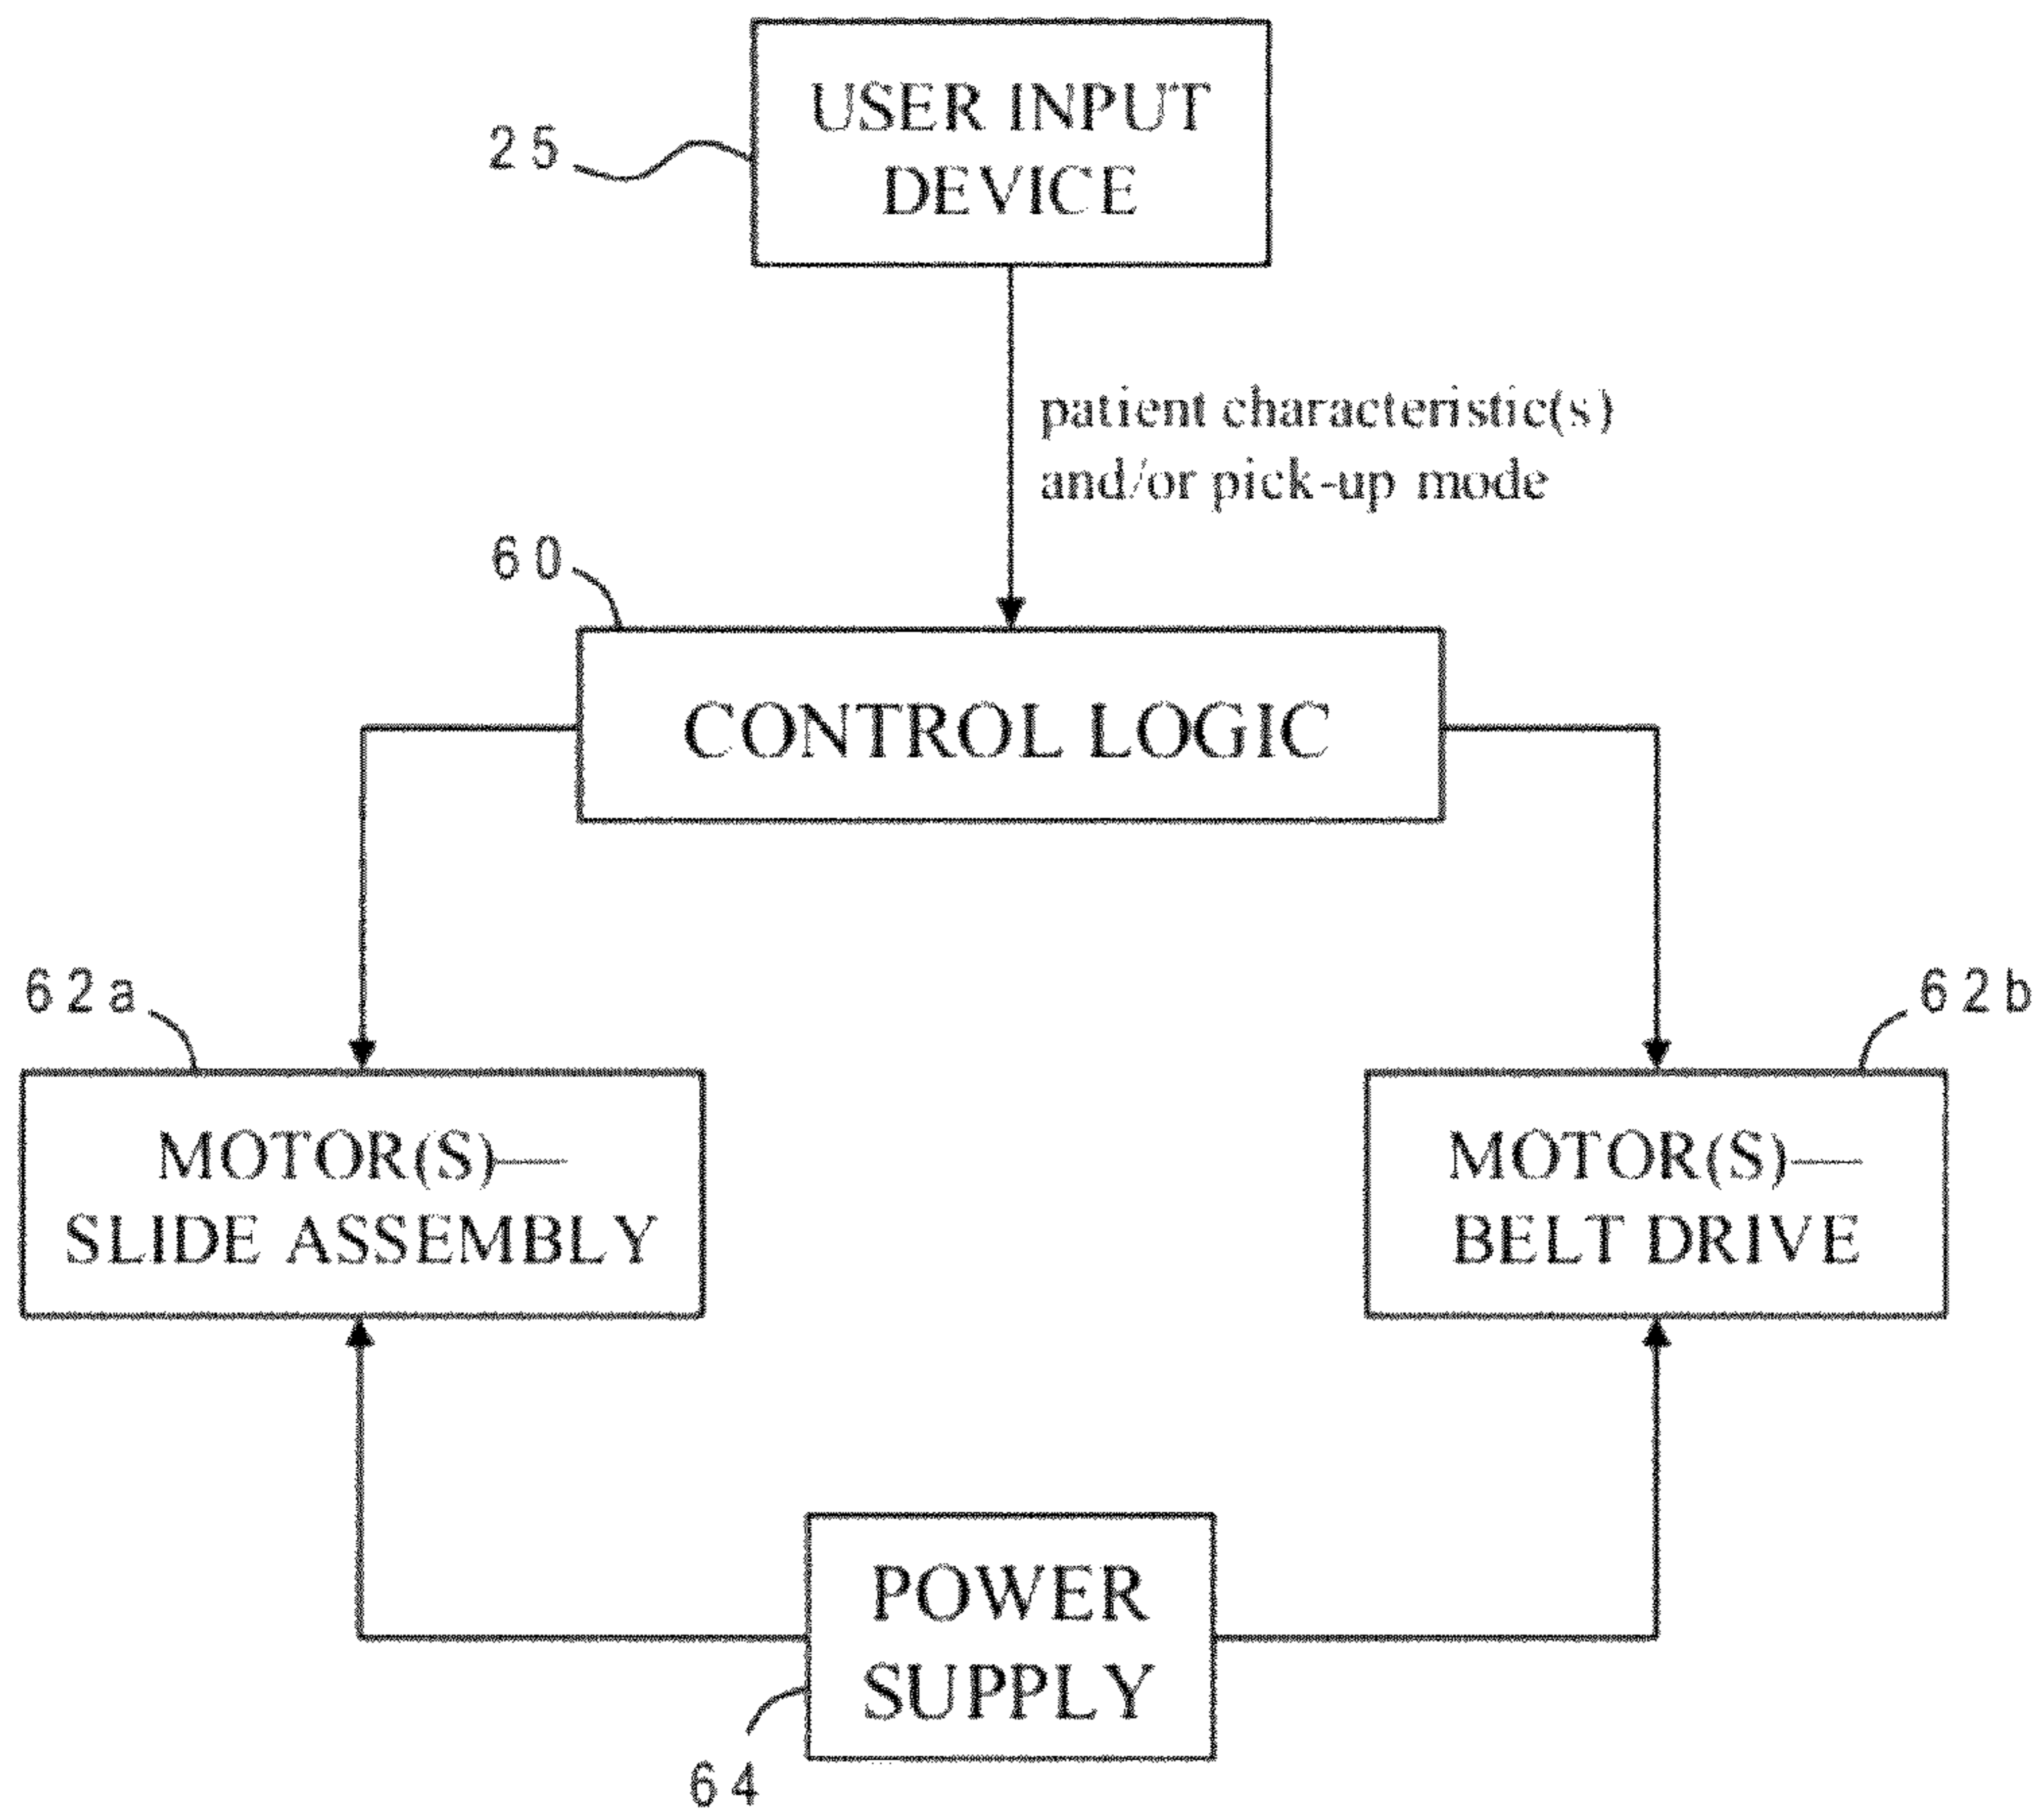 USER INPUT
DEVICE
25
patient characteristic(s)
and/or pick-up mode
60
CONTROL LOGIC
62a
62b
MOTOR(S)—
SLIDE ASSEMBLY
MOTOR(S)—
BELT DRIVE
POWER
SUPPLY
64